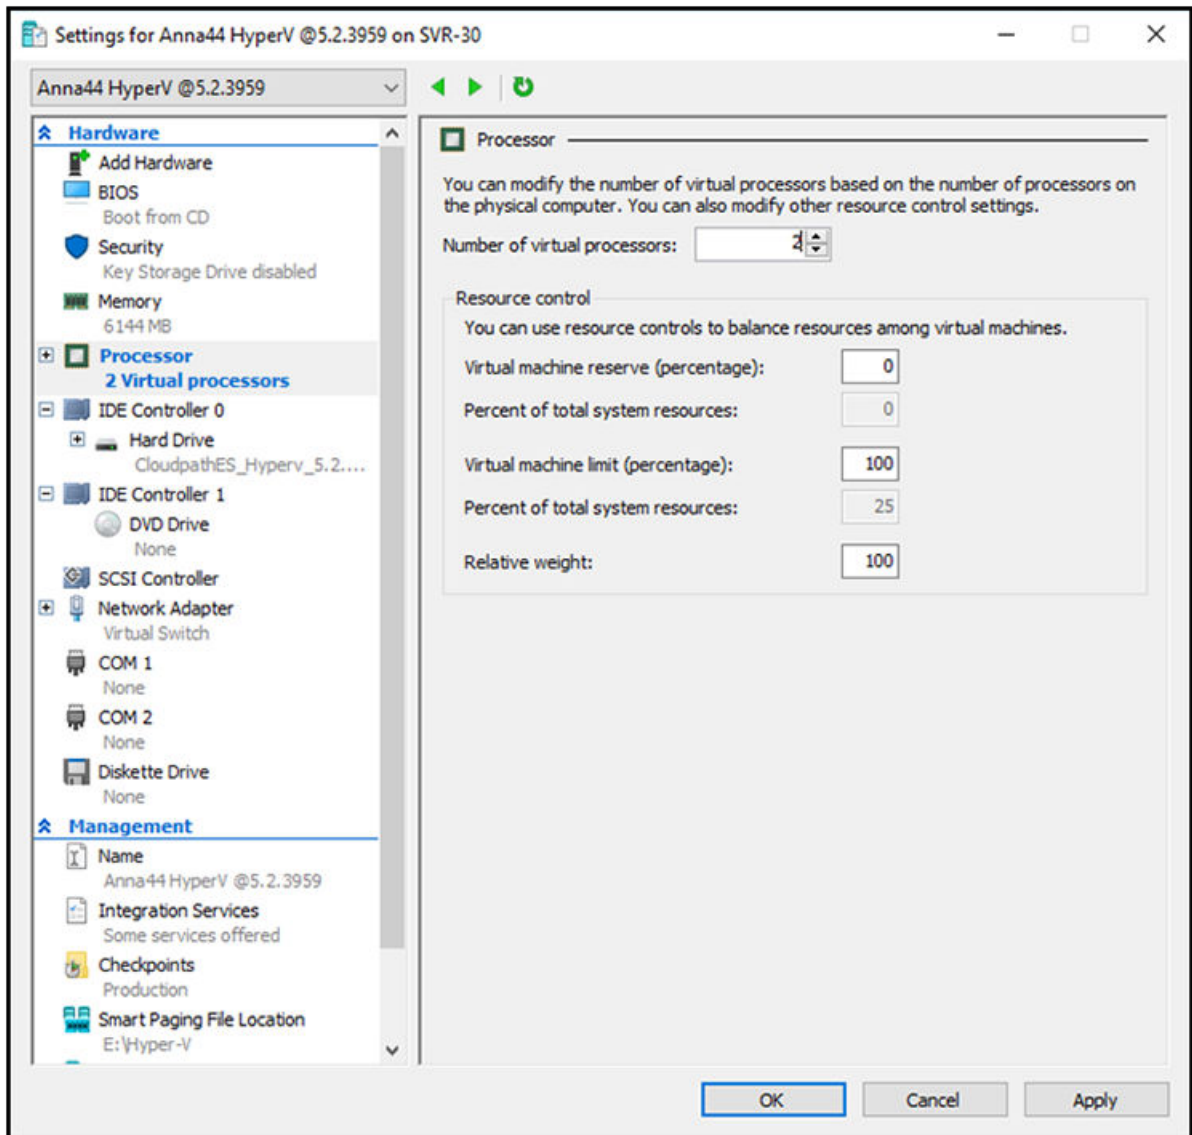 Settings for Anna44 HyperV @5.2.3959 on SVR-30
Anna44 HyperV @5.2.3959
Hardware
Add Hardware
BIOS
Boot from CD
Security
Key Storage Drive disabled
Memory
6144 MB
Processor
2 Virtual processors
IDE Controller 0
Hard Drive
CloudpathES_Hyperv_5.2....
IDE Controller 1
DVD Drive
None
SCSI Controller
Network Adapter
Virtual Switch
COM 1
None
COM 2
None
Diskette Drive
None
Management
Name
Anna44 HyperV @5.2.3959
Integration Services
Some services offered
Checkpoints
Production
Smart Paging File Location
E:\Hyper-V
Processor
You can modify the number of virtual processors based on the number of processors on
the physical computer. You can also modify other resource control settings.
Number of virtual processors: 2
Resource control
You can use resource controls to balance resources among virtual machines.
Virtual machine reserve (percentage): 0
Percent of total system resources: 0
Virtual machine limit (percentage): 100
Percent of total system resources: 25
Relative weight: 100
OK Cancel Apply